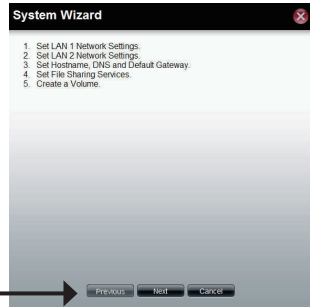 System Wizard
1. Set LAN 1 Network Settings.
2. Set LAN 2 Network Settings.
3. Set Hostname, DNS and Default Gateway.
4. Set File Sharing Services.
5. Create a Volume.
Previous Next Cancel